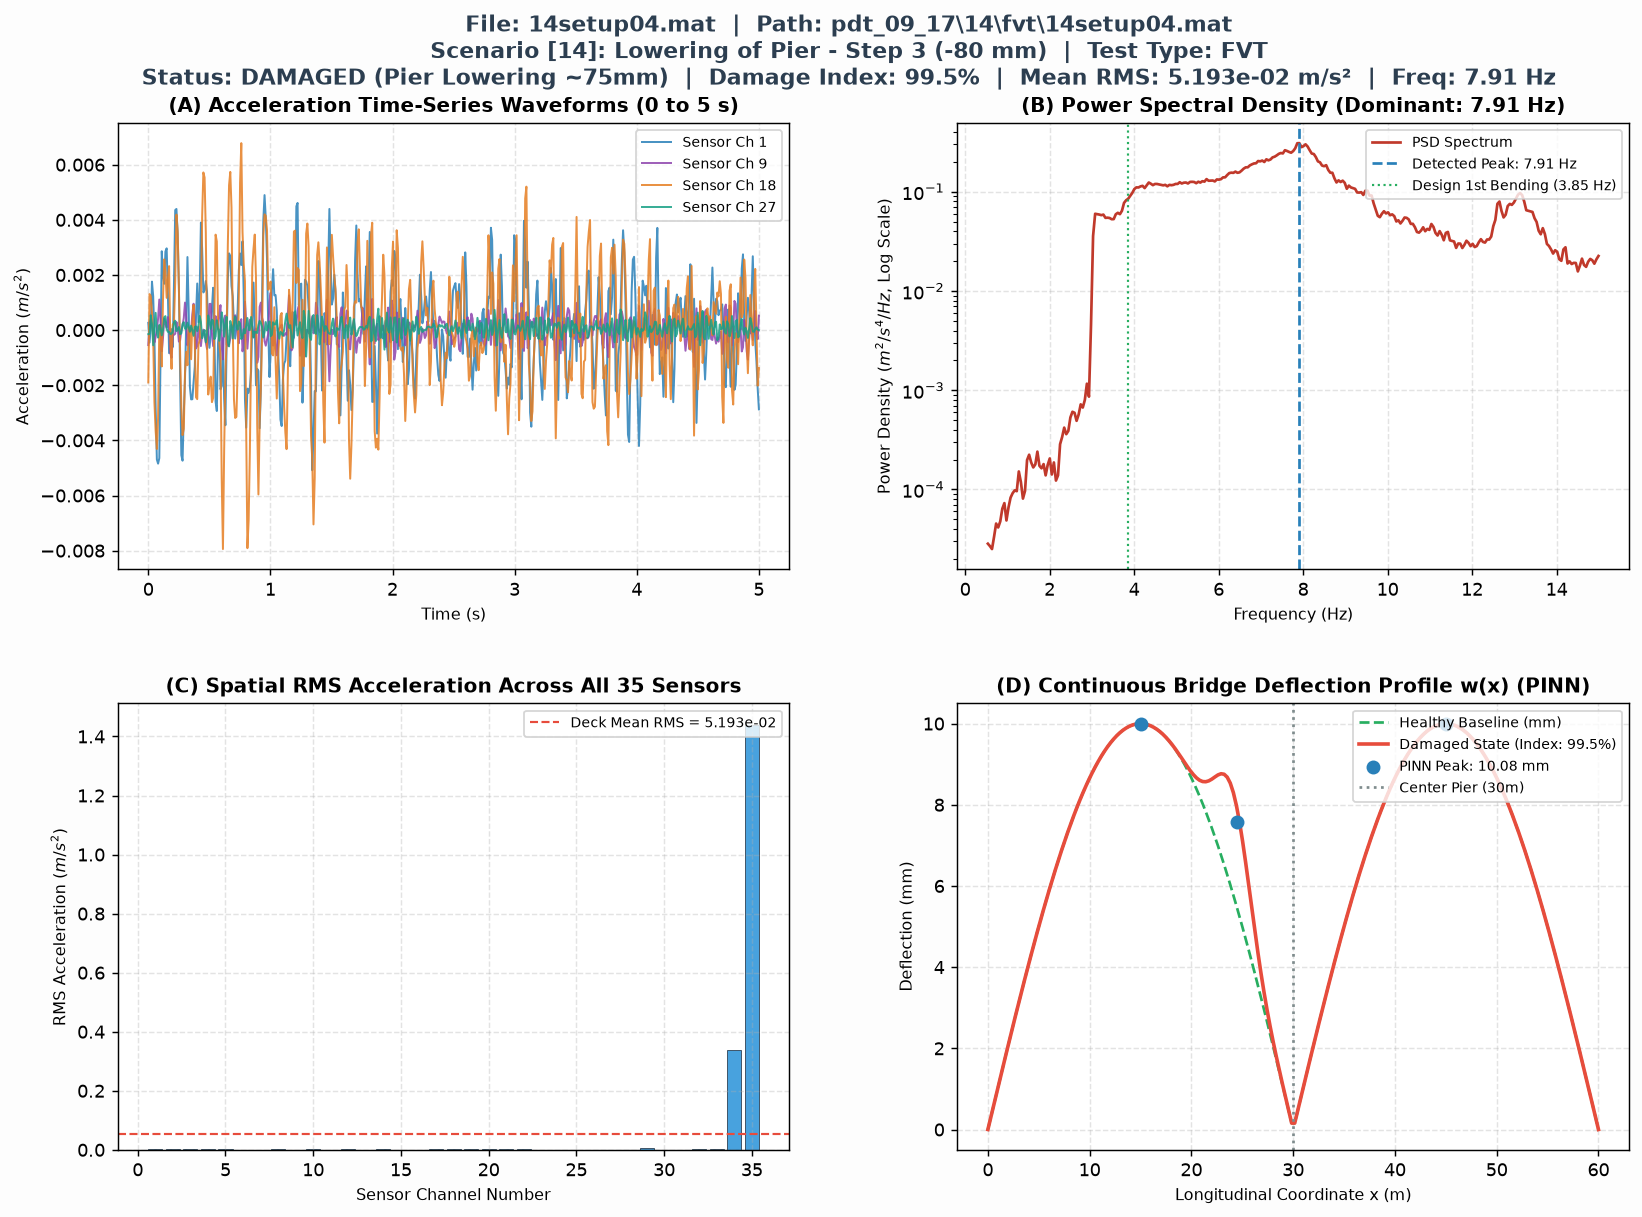 File: 14setup04.mat  |  Path: pdt_09_17\14\fvt\14setup04.mat
Scenario [14]: Lowering of Pier - Step 3 (-80 mm)  |  Test Type: FVT
Status: DAMAGED (Pier Lowering ~75mm)  |  Damage Index: 99.5%  |  Mean RMS: 5.193e-02 m/s²  |  Freq: 7.91 Hz
(A) Acceleration Time-Series Waveforms (0 to 5 s)
Sensor Ch 1
Sensor Ch 9
Sensor Ch 18
Sensor Ch 27
0.006
0.004
0.002
0.000
−0.002
−0.004
−0.006
−0.008
Acceleration (m/s²)
0 1 2 3 4 5
Time (s)
(B) Power Spectral Density (Dominant: 7.91 Hz)
PSD Spectrum
Detected Peak: 7.91 Hz
Design 1st Bending (3.85 Hz)
10⁻¹
10⁻²
10⁻³
10⁻⁴
Power Density (m²/s⁴/Hz, Log Scale)
0 2 4 6 8 10 12 14
Frequency (Hz)
(C) Spatial RMS Acceleration Across All 35 Sensors
Deck Mean RMS = 5.193e-02
1.4
1.2
1.0
0.8
0.6
0.4
0.2
0.0
RMS Acceleration (m/s²)
0 5 10 15 20 25 30 35
Sensor Channel Number
(D) Continuous Bridge Deflection Profile w(x) (PINN)
Healthy Baseline (mm)
Damaged State (Index: 99.5%)
PINN Peak: 10.08 mm
Center Pier (30m)
10
8
6
4
2
0
Deflection (mm)
0 10 20 30 40 50 60
Longitudinal Coordinate x (m)